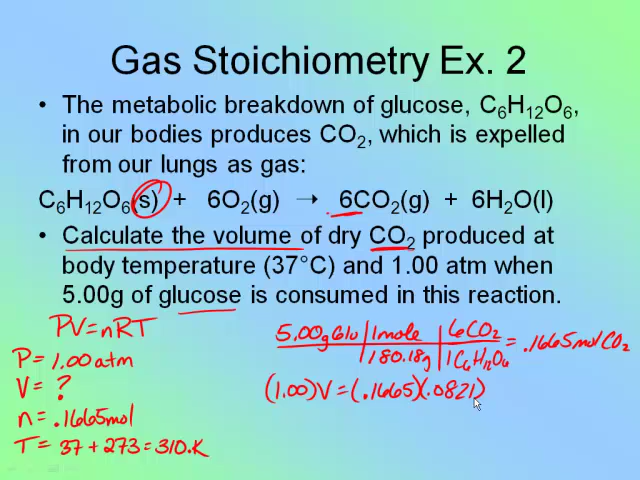 Gas Stoichiometry Ex. 2
• The metabolic breakdown of glucose, C₆H₁₂O₆,
in our bodies produces CO₂, which is expelled
from our lungs as gas:
C₆H₁₂O₆(s) + 6O₂(g) → 6CO₂(g) + 6H₂O(l)
• Calculate the volume of dry CO₂ produced at
body temperature (37°C) and 1.00 atm when
5.00g of glucose is consumed in this reaction.
PV=nRT
P= 1.00 atm
V= ?
n= .1665mol
T= 37 + 273 = 310.K
5.00g Glu | 1mole | 6CO₂ = .1665mol CO₂
| 180.18g | 1 C₆H₁₂O₆
(1.00)V = (.1665)(.0821)